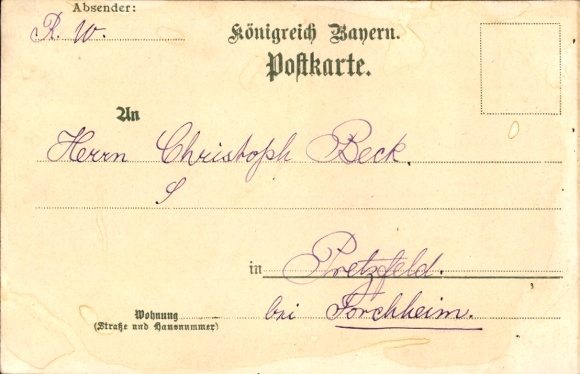 Absender:
R. W.
Königreich Bayern.
Postkarte.
An
Herrn Christoph Beck.
in Pretzfeld.
bei Forchheim.
Wohnung
(Straße und Hausnummer)